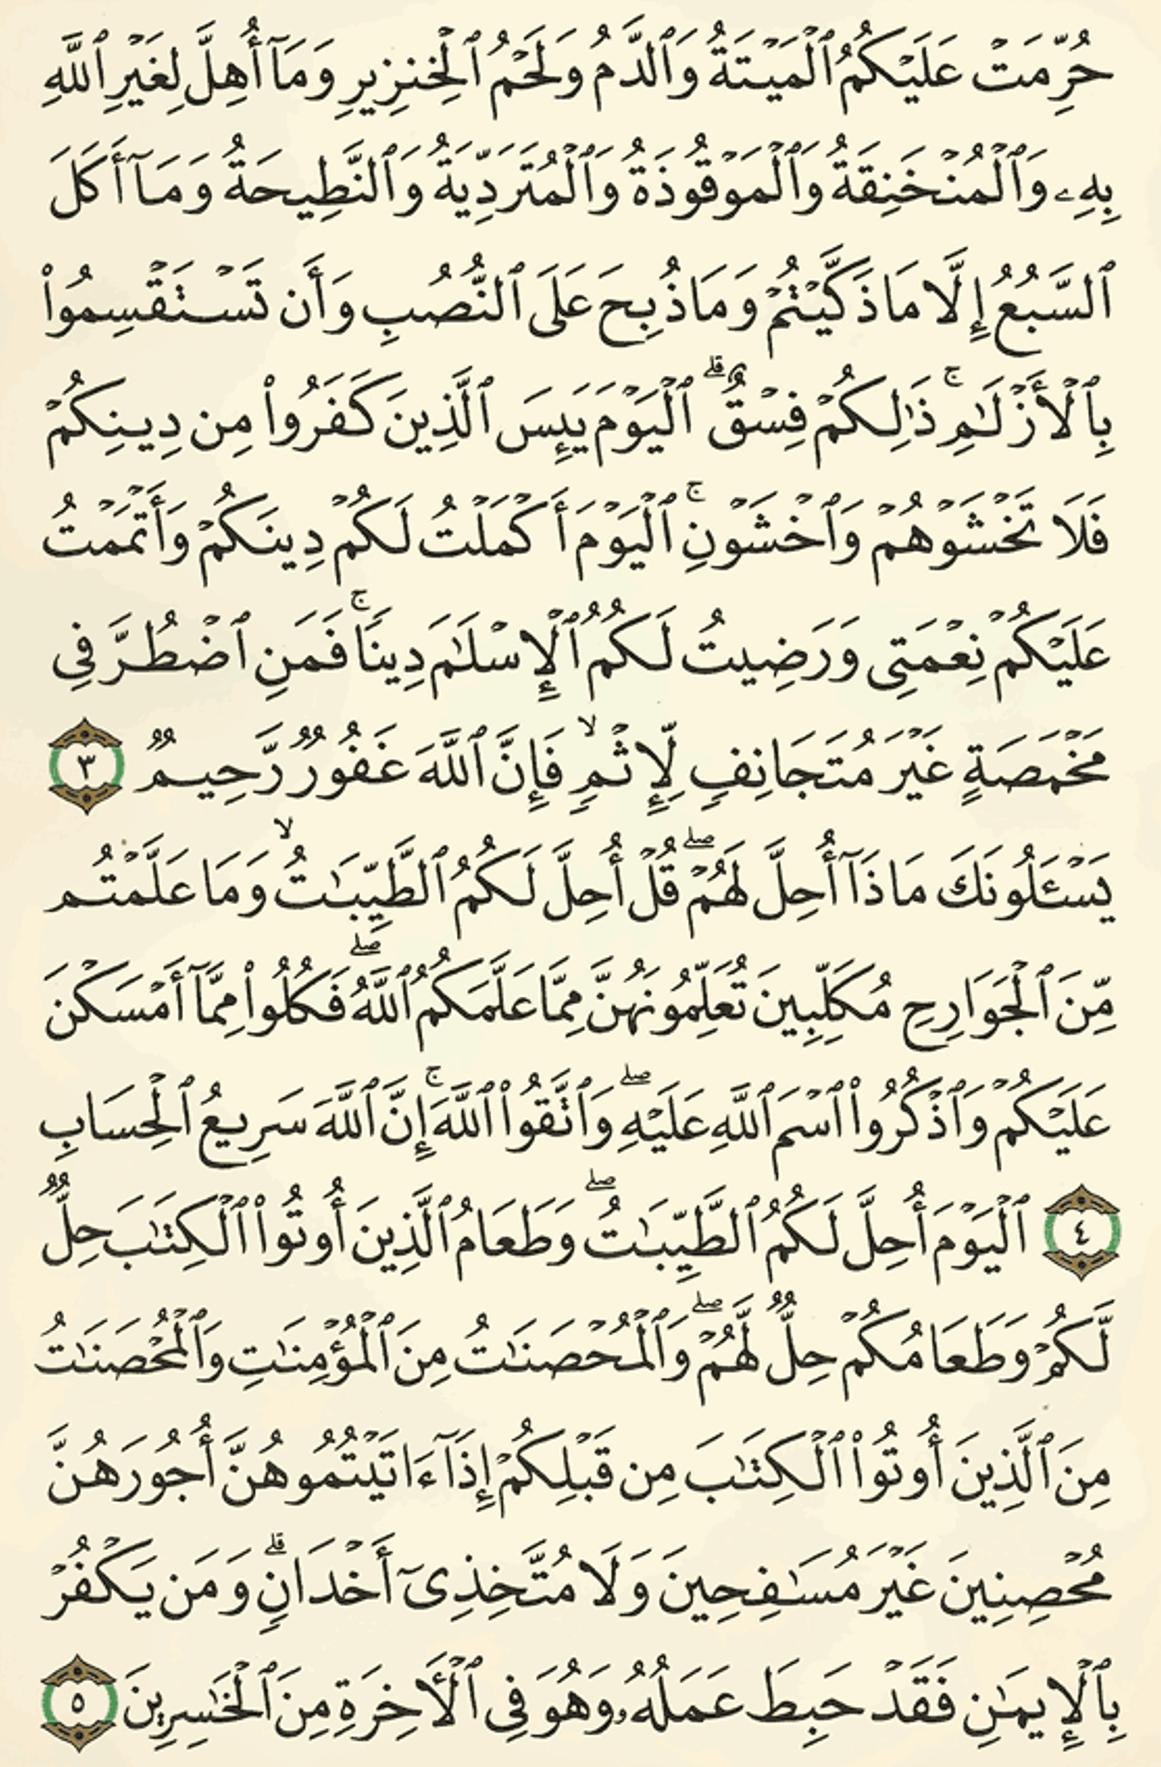 حُرِّمَتْ عَلَيْكُمُ ٱلْمَيْتَةُ وَٱلدَّمُ وَلَحْمُ ٱلْخِنزِيرِ وَمَآ أُهِلَّ لِغَيْرِ ٱللَّهِ
بِهِۦ وَٱلْمُنْخَنِقَةُ وَٱلْمَوْقُوذَةُ وَٱلْمُتَرَدِّيَةُ وَٱلنَّطِيحَةُ وَمَآ أَكَلَ
ٱلسَّبُعُ إِلَّا مَا ذَكَّيْتُمْ وَمَا ذُبِحَ عَلَى ٱلنُّصُبِ وَأَن تَسْتَقْسِمُوا۟
بِٱلْأَزْلَـٰمِ ۚ ذَٰلِكُمْ فِسْقٌ ۗ ٱلْيَوْمَ يَئِسَ ٱلَّذِينَ كَفَرُوا۟ مِن دِينِكُمْ
فَلَا تَخْشَوْهُمْ وَٱخْشَوْنِ ۚ ٱلْيَوْمَ أَكْمَلْتُ لَكُمْ دِينَكُمْ وَأَتْمَمْتُ
عَلَيْكُمْ نِعْمَتِى وَرَضِيتُ لَكُمُ ٱلْإِسْلَـٰمَ دِينًا ۚ فَمَنِ ٱضْطُرَّ فِى
مَخْمَصَةٍ غَيْرَ مُتَجَانِفٍ لِّإِثْمٍ ۙ فَإِنَّ ٱللَّهَ غَفُورٌ رَّحِيمٌ ٣
يَسْـَٔلُونَكَ مَاذَآ أُحِلَّ لَهُمْ ۖ قُلْ أُحِلَّ لَكُمُ ٱلطَّيِّبَـٰتُ ۙ وَمَا عَلَّمْتُم
مِّنَ ٱلْجَوَارِحِ مُكَلِّبِينَ تُعَلِّمُونَهُنَّ مِمَّا عَلَّمَكُمُ ٱللَّهُ ۖ فَكُلُوا۟ مِمَّآ أَمْسَكْنَ
عَلَيْكُمْ وَٱذْكُرُوا۟ ٱسْمَ ٱللَّهِ عَلَيْهِ ۖ وَٱتَّقُوا۟ ٱللَّهَ ۚ إِنَّ ٱللَّهَ سَرِيعُ ٱلْحِسَابِ
٤ ٱلْيَوْمَ أُحِلَّ لَكُمُ ٱلطَّيِّبَـٰتُ ۖ وَطَعَامُ ٱلَّذِينَ أُوتُوا۟ ٱلْكِتَـٰبَ حِلٌّ
لَّكُمْ وَطَعَامُكُمْ حِلٌّ لَّهُمْ ۖ وَٱلْمُحْصَنَـٰتُ مِنَ ٱلْمُؤْمِنَـٰتِ وَٱلْمُحْصَنَـٰتُ
مِنَ ٱلَّذِينَ أُوتُوا۟ ٱلْكِتَـٰبَ مِن قَبْلِكُمْ إِذَآ ءَاتَيْتُمُوهُنَّ أُجُورَهُنَّ
مُحْصِنِينَ غَيْرَ مُسَـٰفِحِينَ وَلَا مُتَّخِذِىٓ أَخْدَانٍ ۗ وَمَن يَكْفُرْ
بِٱلْإِيمَـٰنِ فَقَدْ حَبِطَ عَمَلُهُۥ وَهُوَ فِى ٱلْـَٔاخِرَةِ مِنَ ٱلْخَـٰسِرِينَ ٥